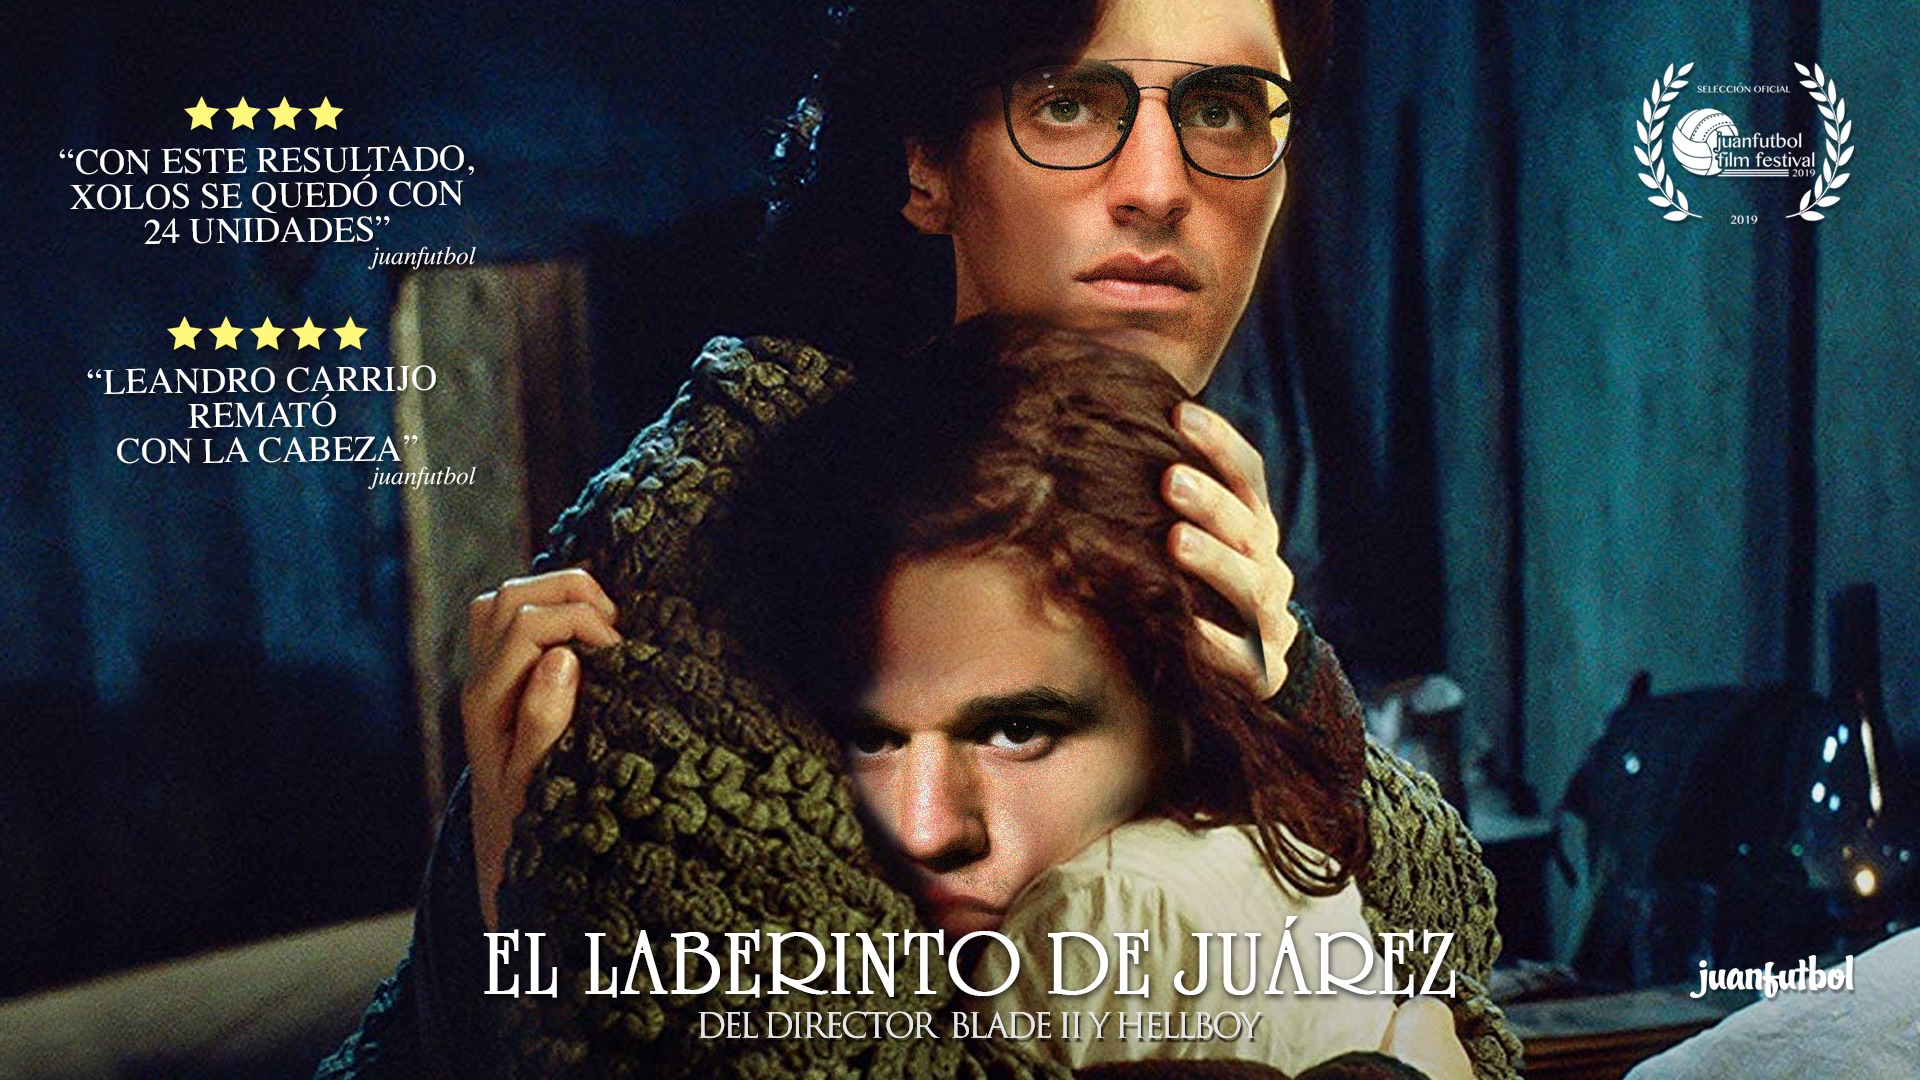 “CON ESTE RESULTADO,
XOLOS SE QUEDÓ CON
24 UNIDADES”
juanfutbol
“LEANDRO CARRIJO
REMATÓ
CON LA CABEZA”
juanfutbol
SELECCIÓN OFICIAL
juanfutbol
film festival
2019
2019
EL LABERINTO DE JUÁREZ
DEL DIRECTOR BLADE II Y HELLBOY
juanfutbol